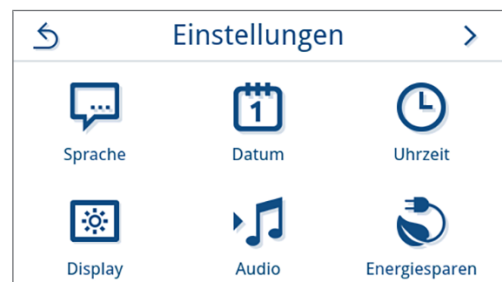 Einstellungen
...
1
Sprache Datum Uhrzeit
Display Audio Energiesparen